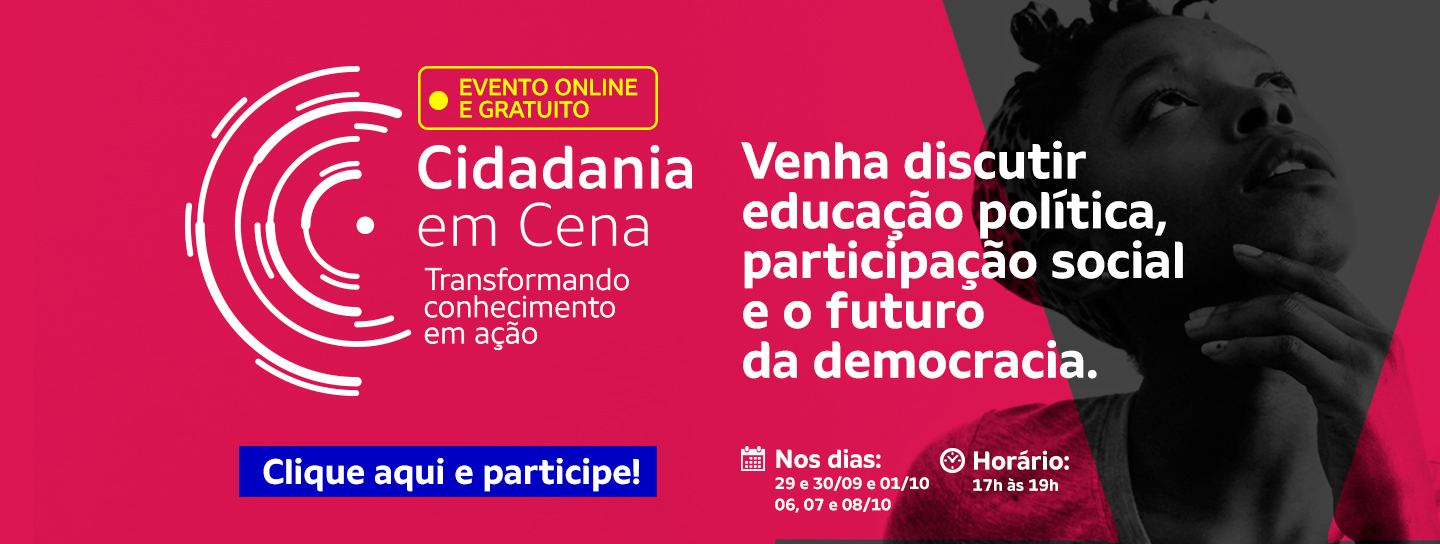 EVENTO ONLINE
E GRATUITO
Cidadania
em Cena
Transformando
conhecimento
em ação
Clique aqui e participe!
Venha discutir
educação política,
participação social
e o futuro
da democracia.
Nos dias:
29 e 30/09 e 01/10
06, 07 e 08/10
Horário:
17h às 19h